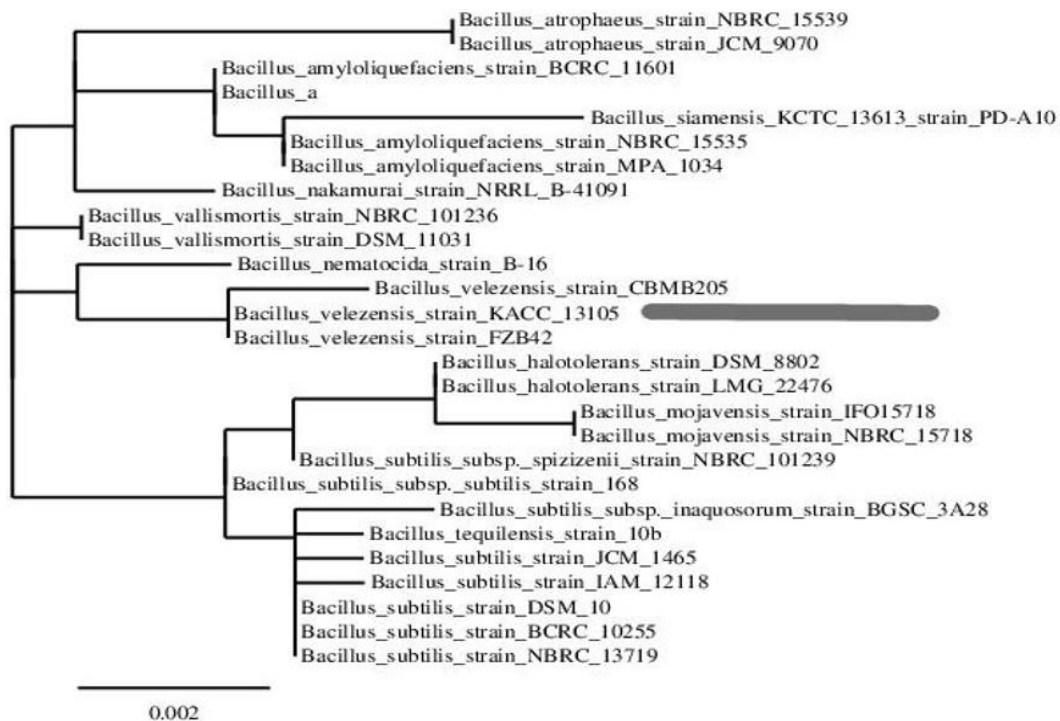 Bacillus_atrophaeus_strain_NBRC_15539
Bacillus_atrophaeus_strain_JCM_9070
Bacillus_amyloliquefaciens_strain_BCRC_11601
Bacillus_a
Bacillus_siamensis_KCTC_13613_strain_PD-A10
Bacillus_amyloliquefaciens_strain_NBRC_15535
Bacillus_amyloliquefaciens_strain_MPA_1034
Bacillus_nakamurai_strain_NRRL_B-41091
Bacillus_vallismortis_strain_NBRC_101236
Bacillus_vallismortis_strain_DSM_11031
Bacillus_nematocida_strain_B-16
Bacillus_velezensis_strain_CBMB205
Bacillus_velezensis_strain_KACC_13105
Bacillus_velezensis_strain_FZB42
Bacillus_halotolerans_strain_DSM_8802
Bacillus_halotolerans_strain_LMG_22476
Bacillus_mojavensis_strain_IFO15718
Bacillus_mojavensis_strain_NBRC_15718
Bacillus_subtilis_subsp._spizizenii_strain_NBRC_101239
Bacillus_subtilis_subsp._subtilis_strain_168
Bacillus_subtilis_subsp._inaquosorum_strain_BGSC_3A28
Bacillus_tequilensis_strain_10b
Bacillus_subtilis_strain_JCM_1465
Bacillus_subtilis_strain_IAM_12118
Bacillus_subtilis_strain_DSM_10
Bacillus_subtilis_strain_BCRC_10255
Bacillus_subtilis_strain_NBRC_13719
0.002